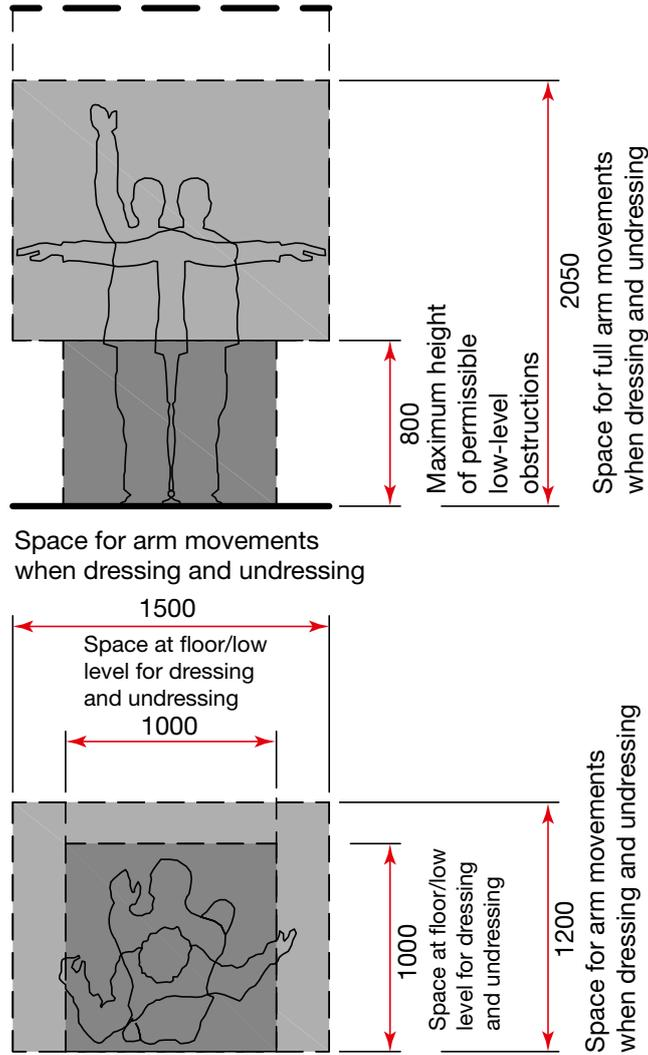 800
Maximum height
of permissible
low-level
obstructions
2050
Space for full arm movements
when dressing and undressing
Space for arm movements
when dressing and undressing
1500
Space at floor/low
level for dressing
and undressing
1000
1000
Space at floor/low
level for dressing
and undressing
1200
Space for arm movements
when dressing and undressing